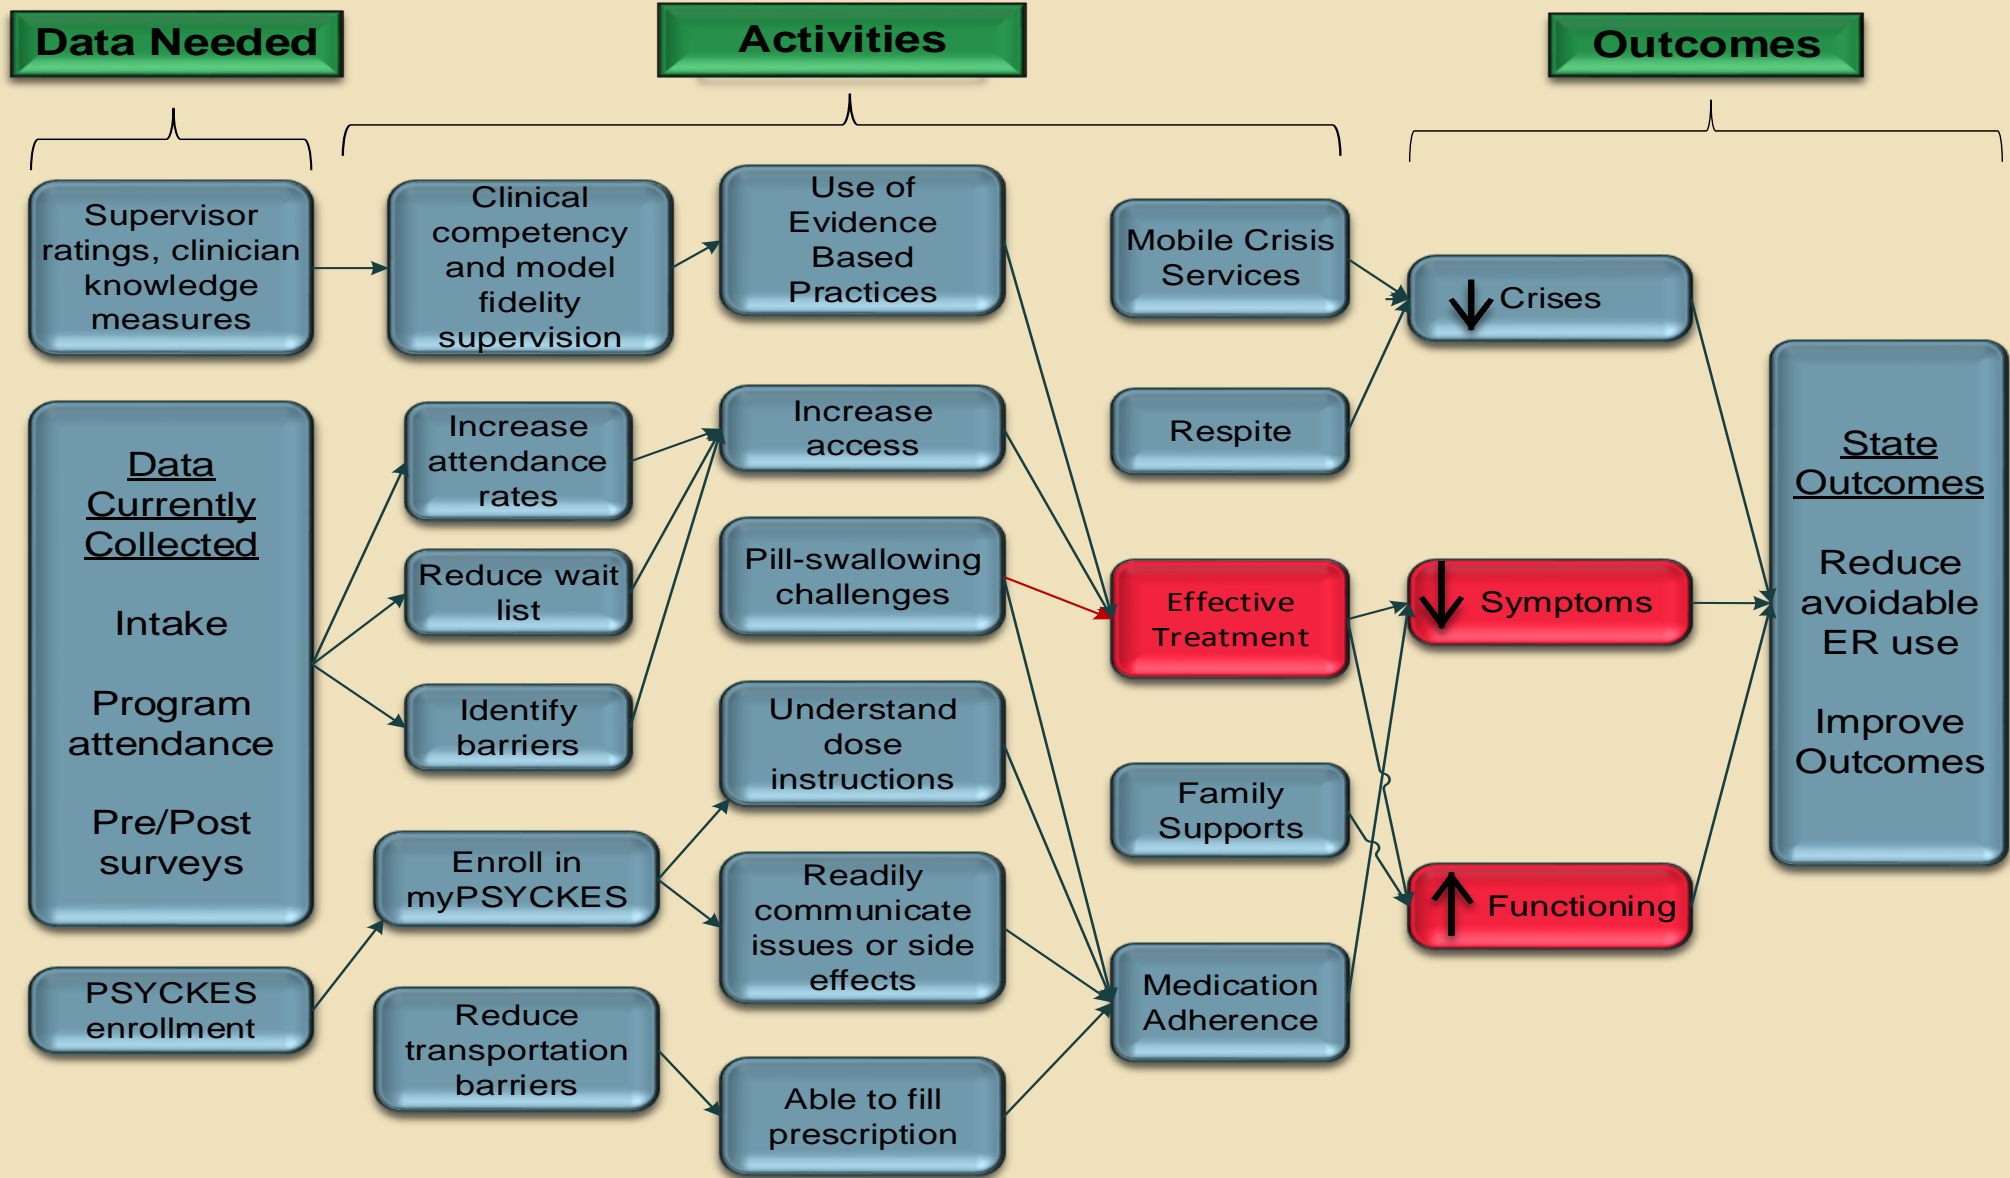 Data Needed
Activities
Outcomes
Supervisor
ratings, clinician
knowledge
measures
Clinical
competency
and model
fidelity
supervision
Use of
Evidence
Based
Practices
Mobile Crisis
Services
Crises
Data
Currently
Collected
Intake
Program
attendance
Pre/Post
surveys
Increase
attendance
rates
Increase
access
Respite
State
Outcomes
Reduce
avoidable
ER use
Improve
Outcomes
Reduce wait
list
Pill-swallowing
challenges
Effective
Treatment
Symptoms
Identify
barriers
Understand
dose
instructions
Family
Supports
Functioning
Enroll in
myPSYCKES
Readily
communicate
issues or side
effects
PSYCKES
enrollment
Reduce
transportation
barriers
Medication
Adherence
Able to fill
prescription